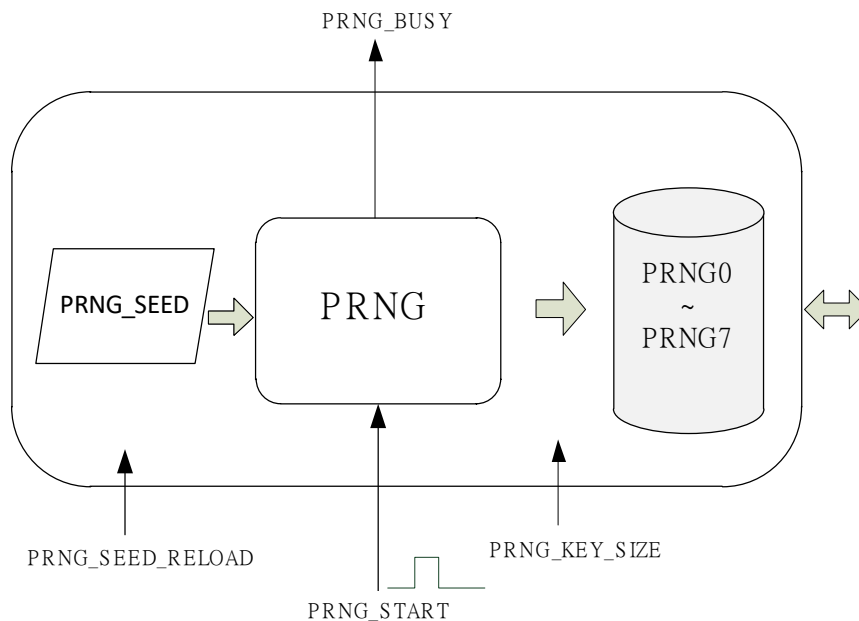 PRNG_BUSY
PRNG_SEED
PRNG
PRNG0
~
PRNG7
PRNG_SEED_RELOAD
PRNG_KEY_SIZE
PRNG_START